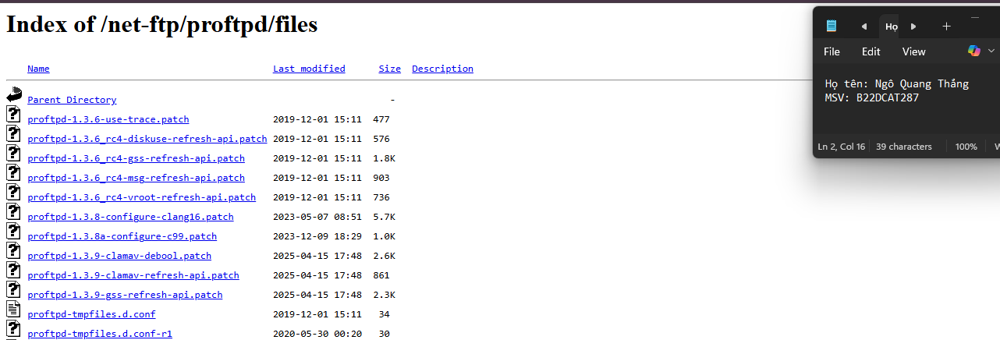 Index of /net-ftp/proftpd/files
Name Last modified Size Description
Parent Directory -
proftpd-1.3.6-use-trace.patch 2019-12-01 15:11 477
proftpd-1.3.6_rc4-diskuse-refresh-api.patch 2019-12-01 15:11 576
proftpd-1.3.6_rc4-gss-refresh-api.patch 2019-12-01 15:11 1.8K
proftpd-1.3.6_rc4-msg-refresh-api.patch 2019-12-01 15:11 903
proftpd-1.3.6_rc4-vroot-refresh-api.patch 2019-12-01 15:11 736
proftpd-1.3.8-configure-clang16.patch 2023-05-07 08:51 5.7K
proftpd-1.3.8a-configure-c99.patch 2023-12-09 18:29 1.0K
proftpd-1.3.9-clamav-debool.patch 2025-04-15 17:48 2.6K
proftpd-1.3.9-clamav-refresh-api.patch 2025-04-15 17:48 861
proftpd-1.3.9-gss-refresh-api.patch 2025-04-15 17:48 2.3K
proftpd-tmpfiles.d.conf 2019-12-01 15:11 34
proftpd-tmpfiles.d.conf-r1 2020-05-30 00:20 30
Họ
File Edit View
Họ tên: Ngô Quang Thắng
MSV: B22DCAT287
Ln 2, Col 16 39 characters 100%